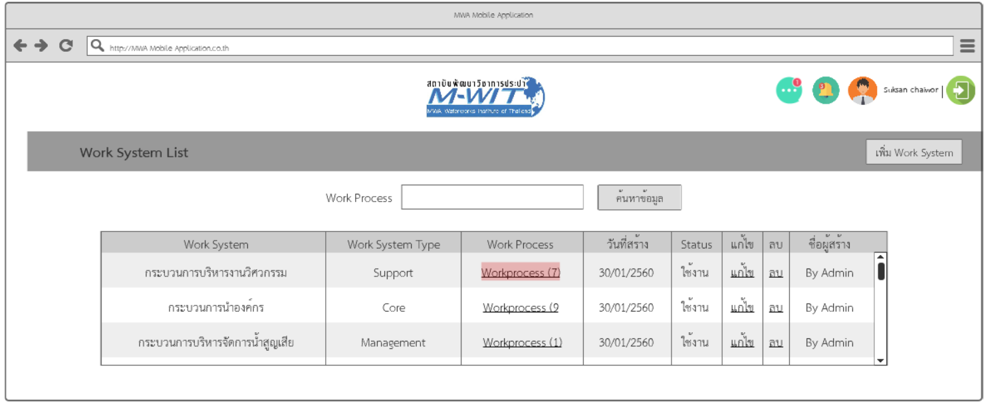 MWA Mobile Application
http://MWA Mobile Application.co.th
สถาบันพัฒนาวิชาการประปา
M-WIT
MWA Waterworks Institute of Thailand
1
3
Suksan chaiwor |
Work System List
เพิ่ม Work System
Work Process
ค้นหาข้อมูล
Work System Work System Type Work Process วันที่สร้าง Status แก้ไข ลบ ชื่อผู้สร้าง
กระบวนการบริหารงานวิศวกรรม Support Workprocess (7) 30/01/2560 ใช้งาน แก้ไข ลบ By Admin
กระบวนการนำองค์กร Core Workprocess (9 30/01/2560 ใช้งาน แก้ไข ลบ By Admin
กระบวนการบริหารจัดการน้ำสูญเสีย Management Workprocess (1) 30/01/2560 ใช้งาน แก้ไข ลบ By Admin